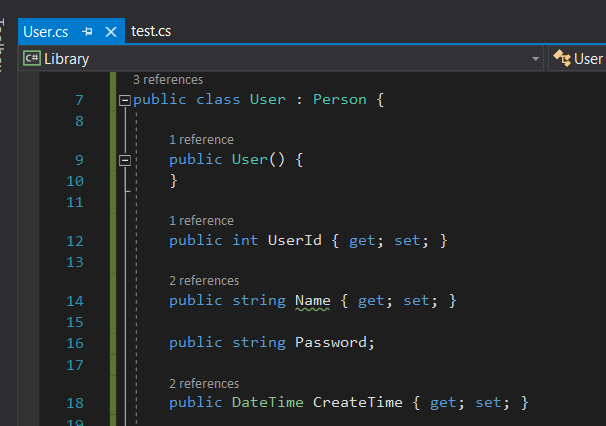 Toolbox
User.cs
test.cs
C# Library
User
3 references
7 public class User : Person {
8
1 reference
9 public User() {
10 }
11
1 reference
12 public int UserId { get; set; }
13
2 references
14 public string Name { get; set; }
15
16 public string Password;
17
2 references
18 public DateTime CreateTime { get; set; }
19